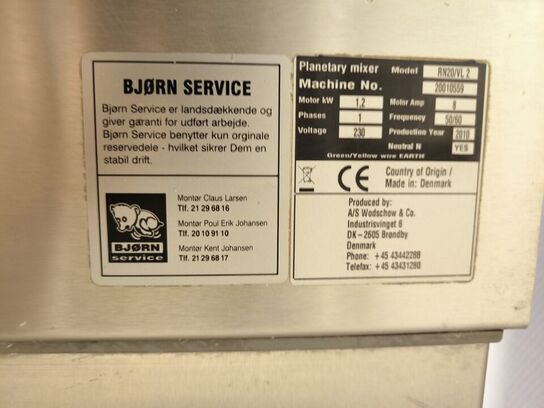 BJØRN SERVICE
Bjørn Service er landsdækkende og
giver garanti for udført arbejde.
Bjørn Service benytter kun orginale
reservedele - hvilket sikrer Dem en
stabil drift.
Montør Claus Larsen
Tlf. 21 29 68 16
Montør Poul Erik Johansen
Tlf. 20 10 91 10
Montør Kent Johansen
Tlf. 21 29 68 17
BJØRN
service
Planetary mixer Model RN20/VL 2
Machine No. 20010559
Motor kW 1,2 Motor Amp 8
Phases 1 Frequency 50/60
Voltage 230 Production Year 2010
Neutral N YES
Green/Yellow wire EARTH
CE Country of Origin /
Made in: Denmark
Produced by:
A/S Wodschow & Co.
Industrisvinget 6
DK - 2605 Brøndby
Denmark
Phone: + 45 43442288
Telefax: + 45 43431280